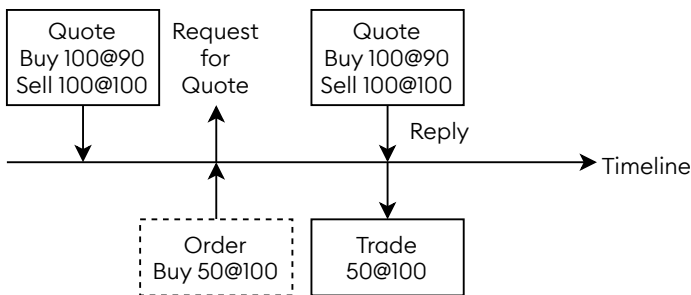 Quote
Buy 100@90
Sell 100@100
Request
for
Quote
Quote
Buy 100@90
Sell 100@100
Reply
Timeline
Order
Buy 50@100
Trade
50@100